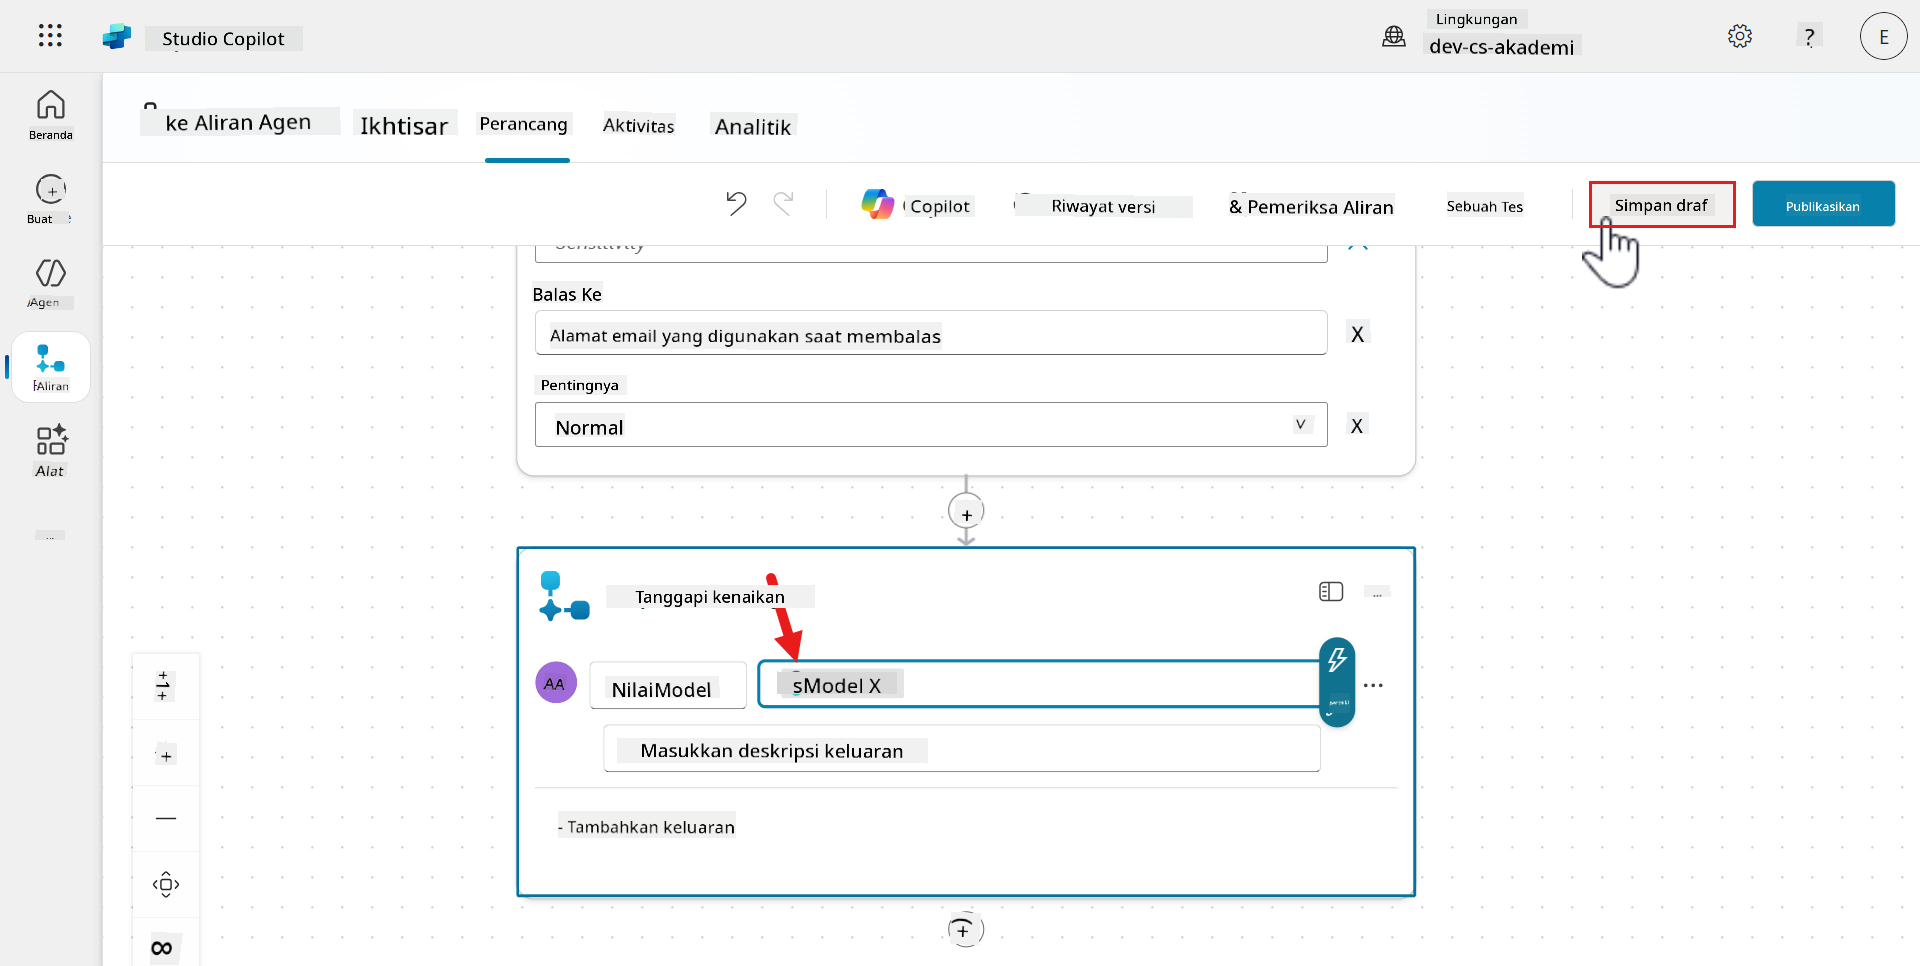 Studio Copilot
Lingkungan
dev-cs-akademi
?
E
Beranda
Buat
Agen
Aliran
Alat
...
ke Aliran Agen
Ikhtisar
Perancang
Aktivitas
Analitik
Copilot
Riwayat versi
& Pemeriksa Aliran
Sebuah Tes
Simpan draf
Publikasikan
Sensitivity
Balas Ke
Alamat email yang digunakan saat membalas
X
Pentingnya
Normal
V
X
+
Tanggapi kenaikan
...
AA
NilaiModel
sModel X
Masukkan deskripsi keluaran
- Tambahkan keluaran
+